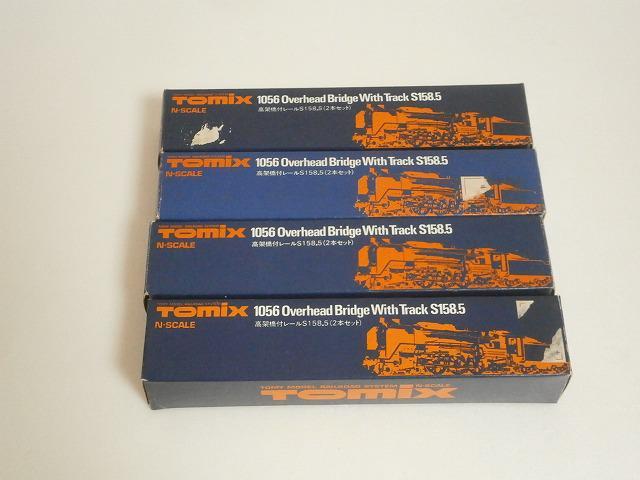 TOMIX 1056 Overhead Bridge With Track S158.5
N-SCALE 高架橋付レールS158.5(2本セット)
TOMIX 1056 Overhead Bridge With Track S158.5
N-SCALE 高架橋付レールS158.5(2本セット)
TOMIX 1056 Overhead Bridge With Track S158.5
N-SCALE 高架橋付レールS158.5(2本セット)
TOMY MODEL RAILROAD SYSTEM
TOMIX 1056 Overhead Bridge With Track S158.5
N-SCALE 高架橋付レールS158.5(2本セット)
TOMY MODEL RAILROAD SYSTEM N-SCALE
TOMIX